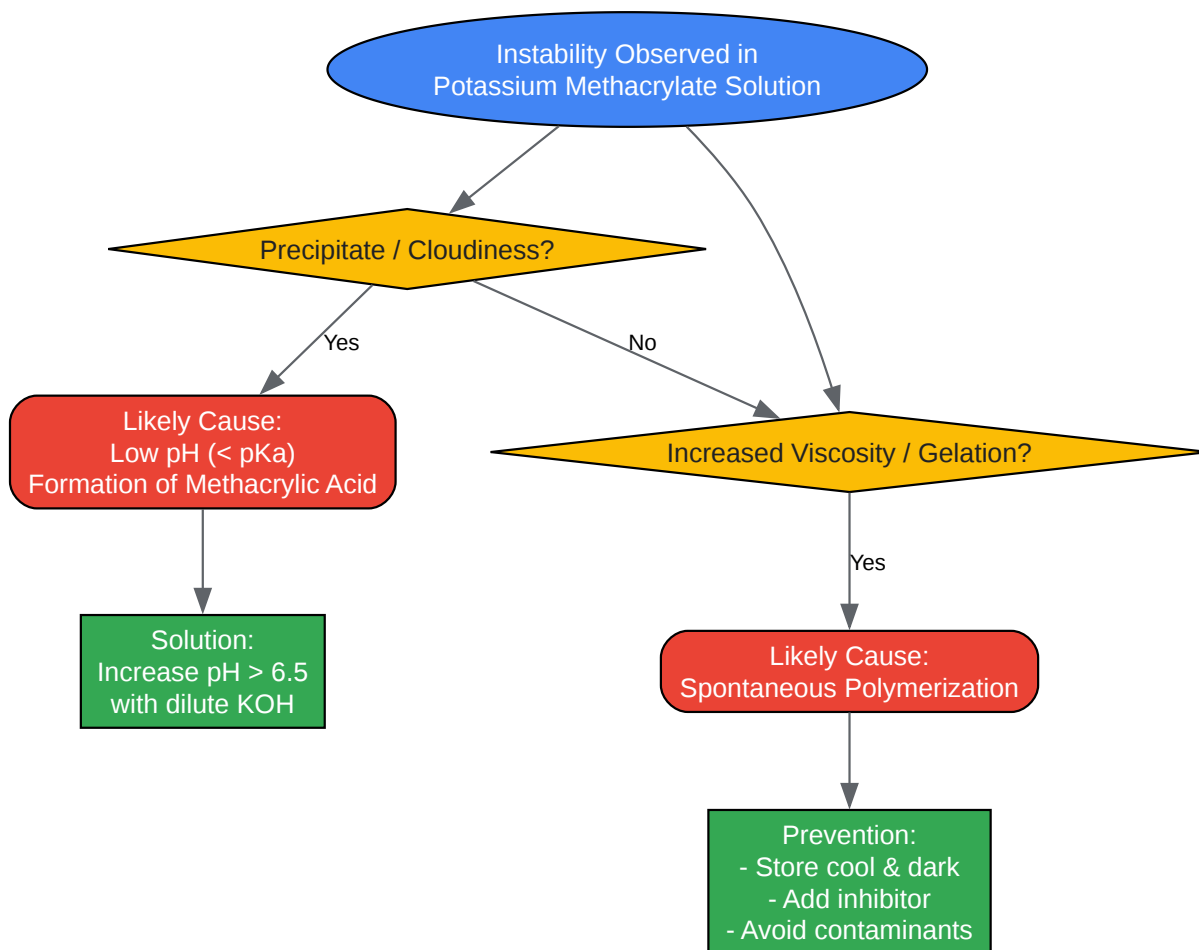 Instability Observed in
Potassium Methacrylate Solution
Precipitate / Cloudiness?
Yes
No
Likely Cause:
Low pH (< pKa)
Formation of Methacrylic Acid
Increased Viscosity / Gelation?
Yes
Solution:
Increase pH > 6.5
with dilute KOH
Likely Cause:
Spontaneous Polymerization
Prevention:
- Store cool & dark
- Add inhibitor
- Avoid contaminants